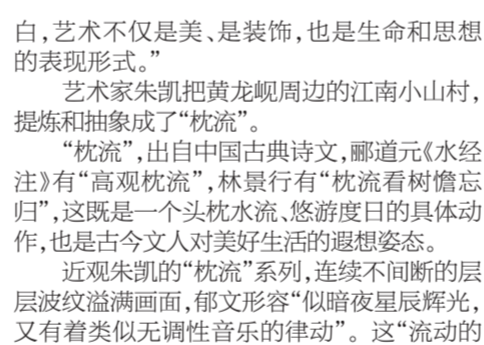 白，艺术不仅是美、是装饰，也是生命和思想
的表现形式。”
艺术家朱凯把黄龙岘周边的江南小山村，
提炼和抽象成了“枕流”。
“枕流”，出自中国古典诗文，郦道元《水经
注》有“高观枕流”，林景行有“枕流看树憺忘
归”，这既是一个头枕水流、悠游度日的具体动
作，也是古今文人对美好生活的遐想姿态。
近观朱凯的“枕流”系列，连续不间断的层
层波纹溢满画面，郁文形容“似暗夜星辰辉光，
又有着类似无调性音乐的律动”。这“流动的